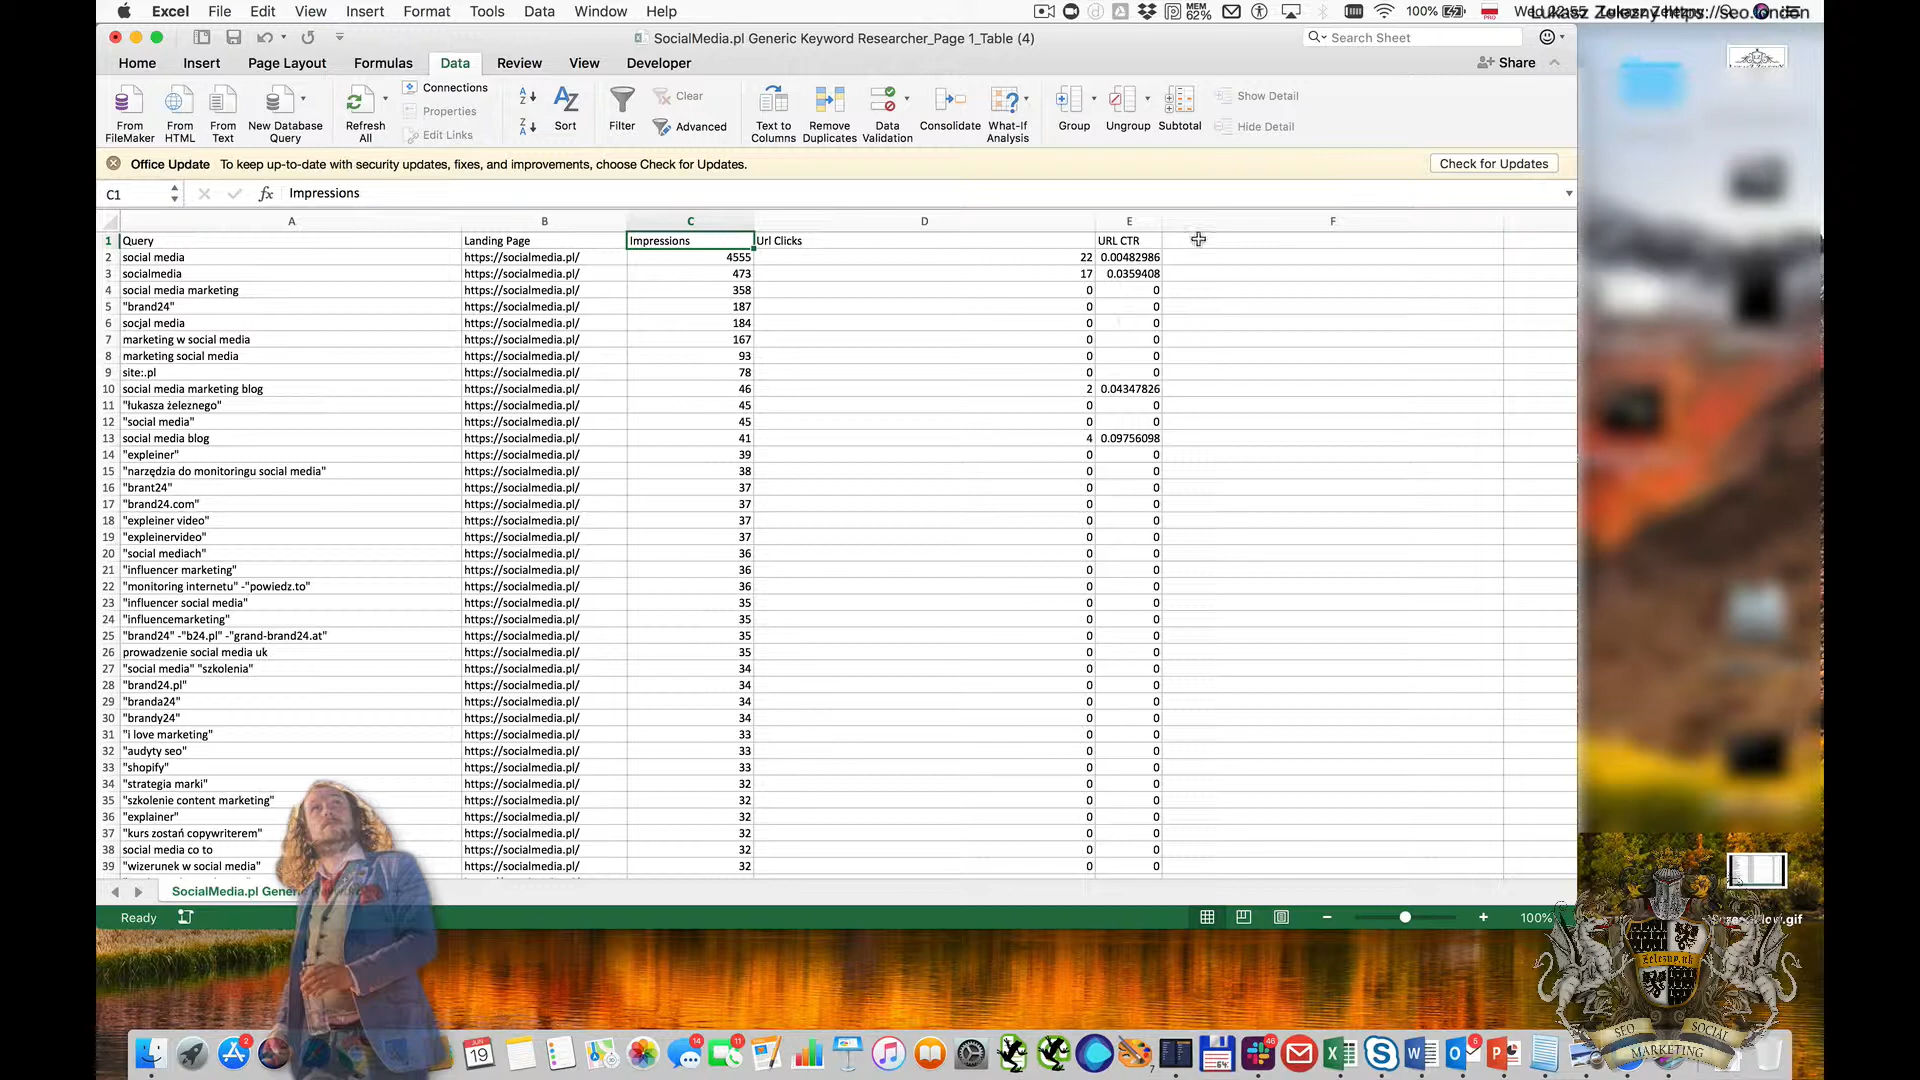 Excel File Edit View Insert Format Tools Data Window Help
MEM 62% 100%
Lukasz Zelezny https://seo.london
SocialMedia.pl Generic Keyword Researcher_Page 1_Table (4)
Search Sheet
Home Insert Page Layout Formulas Data Review View Developer
Share
From FileMaker From HTML From Text New Database Query Refresh All Connections Properties Edit Links Sort Filter Clear Advanced Text to Columns Remove Duplicates Data Validation Consolidate What-If Analysis Group Ungroup Subtotal Show Detail Hide Detail
Office Update To keep up-to-date with security updates, fixes, and improvements, choose Check for Updates. Check for Updates
C1 fx Impressions
A B C D E F
1 Query Landing Page Impressions Url Clicks URL CTR
2 social media https://socialmedia.pl/ 4555 22 0.00482986
3 socialmedia https://socialmedia.pl/ 473 17 0.0359408
4 social media marketing https://socialmedia.pl/ 358 0 0
5 "brand24" https://socialmedia.pl/ 187 0 0
6 socjal media https://socialmedia.pl/ 184 0 0
7 marketing w social media https://socialmedia.pl/ 167 0 0
8 marketing social media https://socialmedia.pl/ 93 0 0
9 site:.pl https://socialmedia.pl/ 78 0 0
10 social media marketing blog https://socialmedia.pl/ 46 2 0.04347826
11 "łukasza żeleznego" https://socialmedia.pl/ 45 0 0
12 "social media" https://socialmedia.pl/ 45 0 0
13 social media blog https://socialmedia.pl/ 41 4 0.09756098
14 "expleiner" https://socialmedia.pl/ 39 0 0
15 "narzędzia do monitoringu social media" https://socialmedia.pl/ 38 0 0
16 "brant24" https://socialmedia.pl/ 37 0 0
17 "brand24.com" https://socialmedia.pl/ 37 0 0
18 "expleiner video" https://socialmedia.pl/ 37 0 0
19 "expleinervideo" https://socialmedia.pl/ 37 0 0
20 "social mediach" https://socialmedia.pl/ 36 0 0
21 "influencer marketing" https://socialmedia.pl/ 36 0 0
22 "monitoring internetu" -"powiedz.to" https://socialmedia.pl/ 36 0 0
23 "influencer social media" https://socialmedia.pl/ 35 0 0
24 "influencemarketing" https://socialmedia.pl/ 35 0 0
25 "brand24" -"b24.pl" -"grand-brand24.at" https://socialmedia.pl/ 35 0 0
26 prowadzenie social media uk https://socialmedia.pl/ 35 0 0
27 "social media" "szkolenia" https://socialmedia.pl/ 34 0 0
28 "brand24.pl" https://socialmedia.pl/ 34 0 0
29 "branda24" https://socialmedia.pl/ 34 0 0
30 "brandy24" https://socialmedia.pl/ 34 0 0
31 "i love marketing" https://socialmedia.pl/ 33 0 0
32 "audyty seo" https://socialmedia.pl/ 33 0 0
33 "shopify" https://socialmedia.pl/ 33 0 0
34 "strategia marki" https://socialmedia.pl/ 32 0 0
35 "szkolenie content marketing" https://socialmedia.pl/ 32 0 0
36 "explainer" https://socialmedia.pl/ 32 0 0
37 "kurs zostań copywriterem" https://socialmedia.pl/ 32 0 0
38 social media co to https://socialmedia.pl/ 32 0 0
39 "wizerunek w social media" https://socialmedia.pl/ 32 0 0
SocialMedia.pl Generic
Ready 100%
Żelezny.uk
SEO SOCIAL
MARKETING
JUN 19